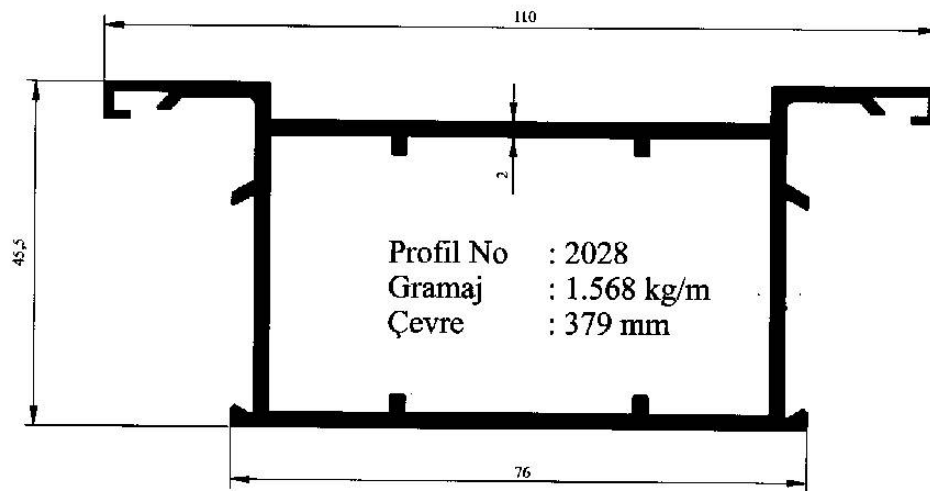 110
45,5
2
Profil No : 2028
Gramaj : 1.568 kg/m
Çevre : 379 mm
76